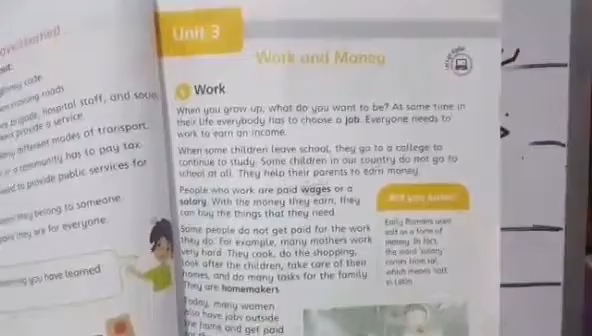 Unit 3
Work and Money
Work
When you grow up, what do you want to be? At some time in
their life everybody has to choose a job. Everyone needs to
work to earn an income.
When some children leave school, they go to a college to
continue to study. Some children in our country do not go to
school at all. They help their parents to earn money.
People who work are paid wages or a
salary. With the money they earn, they
can buy the things that they need.
Some people do not get paid for the work
they do. For example, many mothers work
very hard. They cook, do the shopping,
look after the children, take care of their
homes, and do many tasks for the family.
They are homemakers.
Today, many women
also have jobs outside
the home and get paid
Did you know?
Early Romans used
salt as a form of
money. In fact,
the word 'salary'
comes from sal,
which means 'salt'
in Latin.
making roads
hospital staff, and social
provide a service.
different modes of transport.
in a community has to pay tax.
to provide public services for
they belong to someone.
they are for everyone.
you have learned